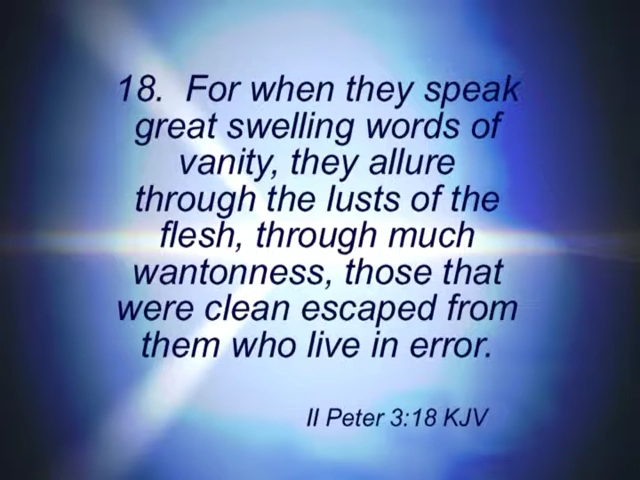 18.  For when they speak
great swelling words of
vanity, they allure
through the lusts of the
flesh, through much
wantonness, those that
were clean escaped from
them who live in error.
II Peter 3:18 KJV